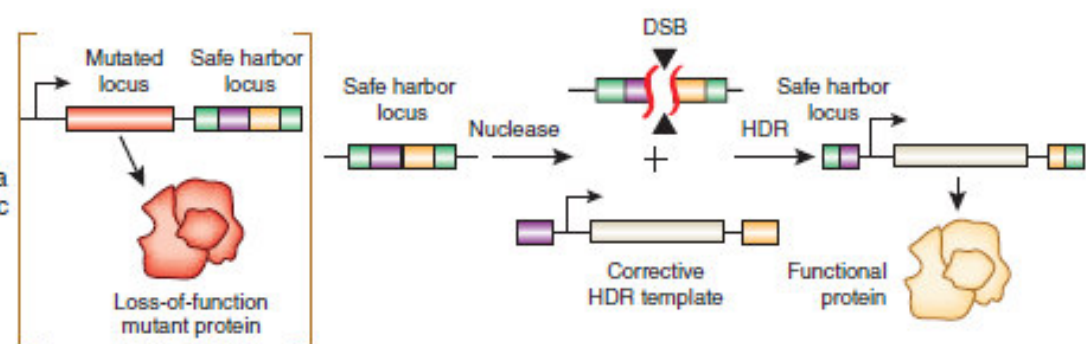 Mutated
locus
Safe harbor
locus
a
c
Loss-of-function
mutant protein
Safe harbor
locus
Nuclease
DSB
+
Corrective
HDR template
HDR
Safe harbor
locus
Functional
protein